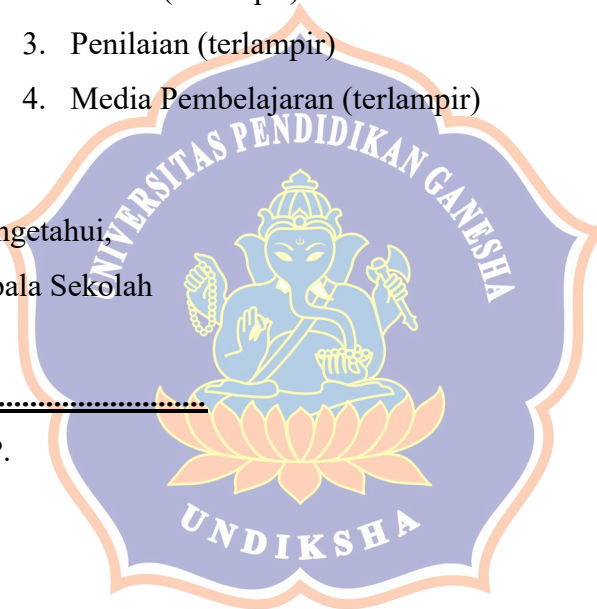 3. Penilaian (terlampir)
4. Media Pembelajaran (terlampir)
UNIVERSITAS PENDIDIKAN GANESHA
ngetahui,
pala Sekolah
UNDIKSHA